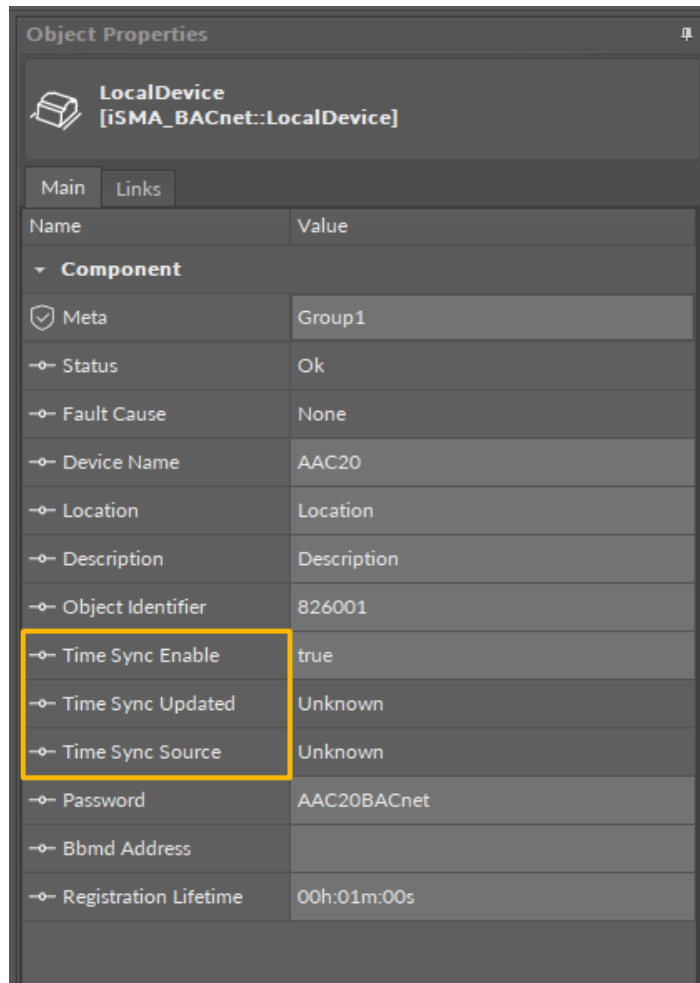 Object Properties
LocalDevice
[iSMA_BACnet::LocalDevice]
Main Links
Name Value
Component
Meta Group1
Status Ok
Fault Cause None
Device Name AAC20
Location Location
Description Description
Object Identifier 826001
Time Sync Enable true
Time Sync Updated Unknown
Time Sync Source Unknown
Password AAC20BACnet
Bbmd Address
Registration Lifetime 00h:01m:00s